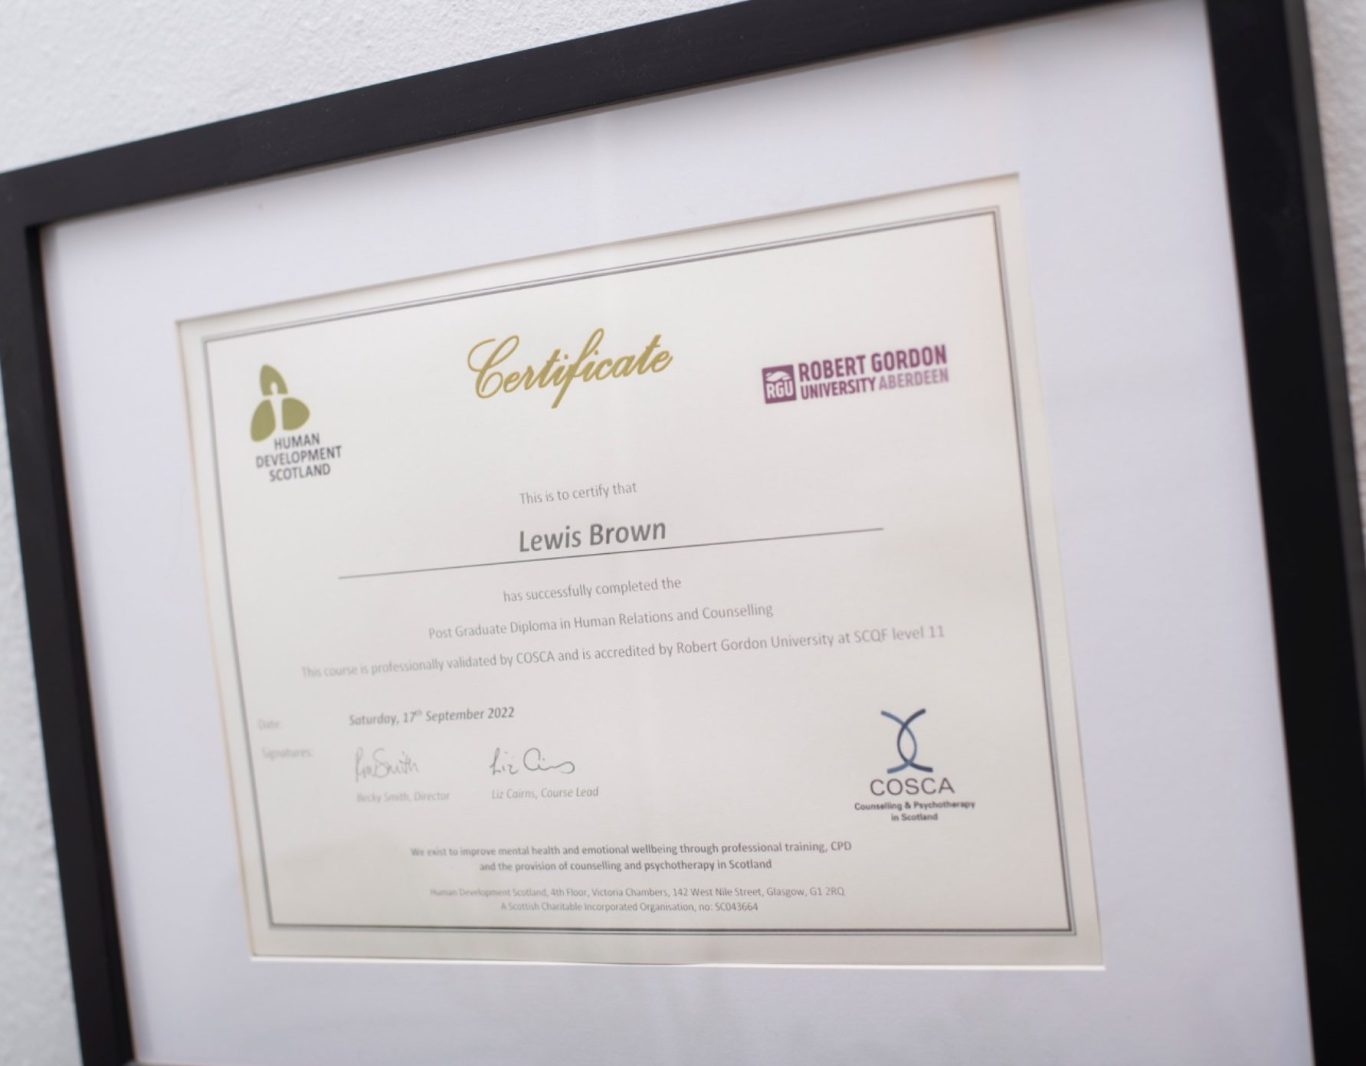 Certificate
HUMAN
DEVELOPMENT
SCOTLAND
RGU
ROBERT GORDON
UNIVERSITY ABERDEEN
This is to certify that
Lewis Brown
has successfully completed the
Post Graduate Diploma in Human Relations and Counselling
This course is professionally validated by COSCA and is accredited by Robert Gordon University at SCQF level 11
Date: Saturday, 17th September 2022
Signatures:
Liz Cairns
Becky Smith, Director Liz Cairns, Course Lead
COSCA
Counselling & Psychotherapy
in Scotland
We exist to improve mental health and emotional wellbeing through professional training, CPD
and the provision of counselling and psychotherapy in Scotland
Human Development Scotland, 4th Floor, Victoria Chambers, 142 West Nile Street, Glasgow, G1 2RQ
A Scottish Charitable Incorporated Organisation, no: SC043664